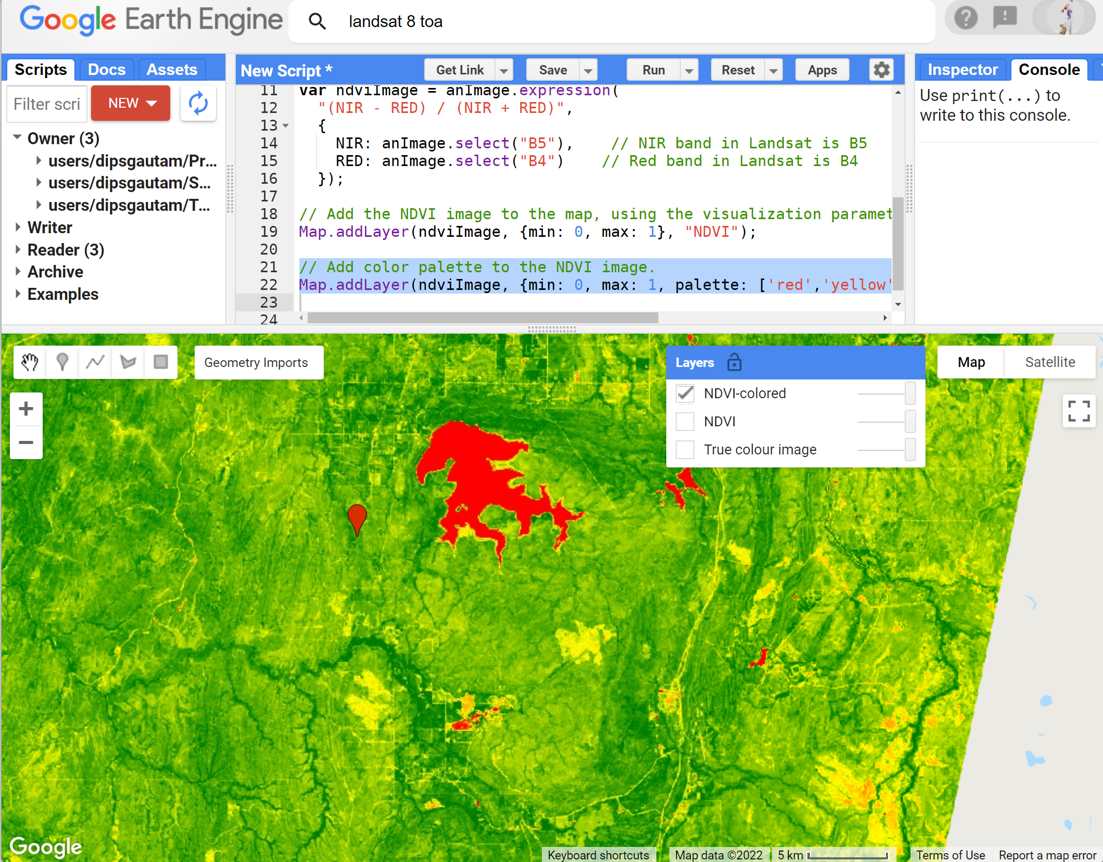 Google Earth Engine
landsat 8 toa
Scripts Docs Assets
Filter scri
NEW
Owner (3)
users/dipsgautam/Pr...
users/dipsgautam/S...
users/dipsgautam/T...
Writer
Reader (3)
Archive
Examples
New Script *
Get Link Save Run Reset Apps
11 var ndviImage = anImage.expression(
12 "(NIR - RED) / (NIR + RED)",
13 {
14 NIR: anImage.select("B5"), // NIR band in Landsat is B5
15 RED: anImage.select("B4") // Red band in Landsat is B4
16 });
17
18 // Add the NDVI image to the map, using the visualization paramet
19 Map.addLayer(ndviImage, {min: 0, max: 1}, "NDVI");
20
21 // Add color palette to the NDVI image.
22 Map.addLayer(ndviImage, {min: 0, max: 1, palette: ['red','yellow'
23
24
Inspector Console
Use print(...) to
write to this console.
Geometry Imports
Layers
NDVI-colored
NDVI
True colour image
Map Satellite
Google
Keyboard shortcuts Map data ©2022 5 km Terms of Use Report a map error